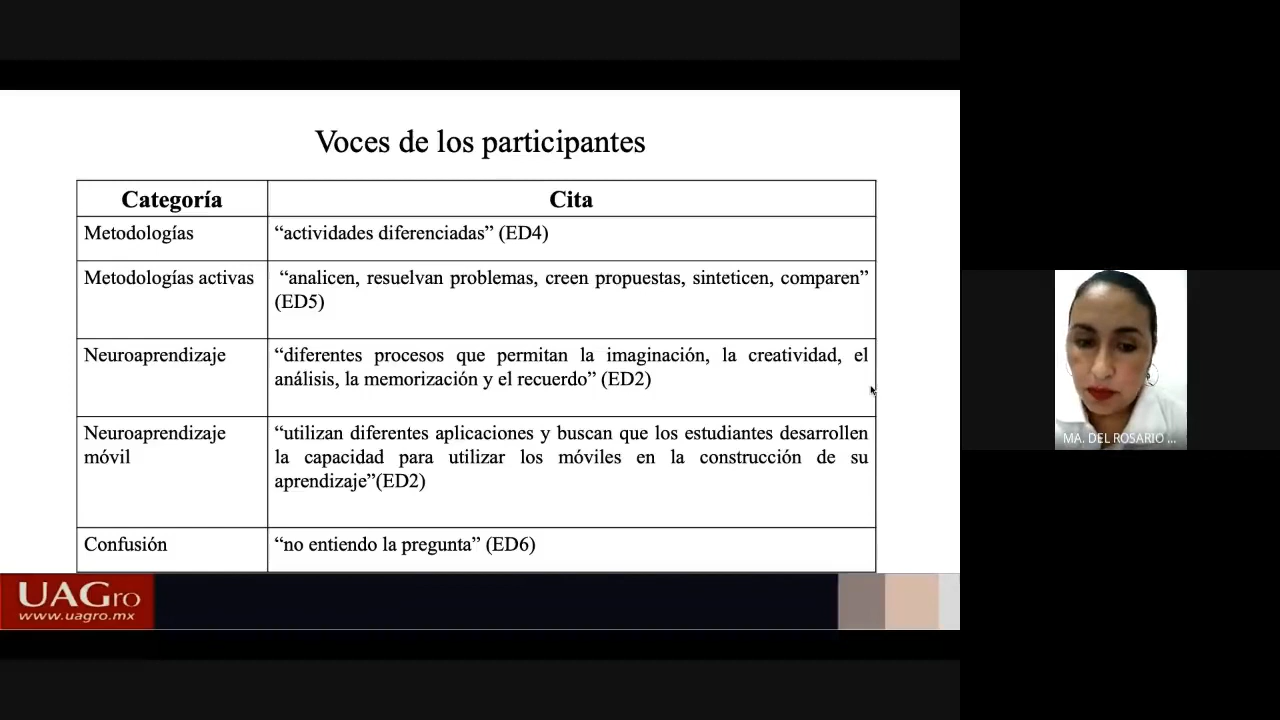 Voces de los participantes
Categoría Cita
Metodologías “actividades diferenciadas” (ED4)
Metodologías activas “analicen, resuelvan problemas, creen propuestas, sinteticen, comparen”
(ED5)
Neuroaprendizaje “diferentes procesos que permitan la imaginación, la creatividad, el
análisis, la memorización y el recuerdo” (ED2)
Neuroaprendizaje “utilizan diferentes aplicaciones y buscan que los estudiantes desarrollen
móvil la capacidad para utilizar los móviles en la construcción de su
aprendizaje”(ED2)
Confusión “no entiendo la pregunta” (ED6)
UAGro
www.uagro.mx
MA. DEL ROSARIO ...